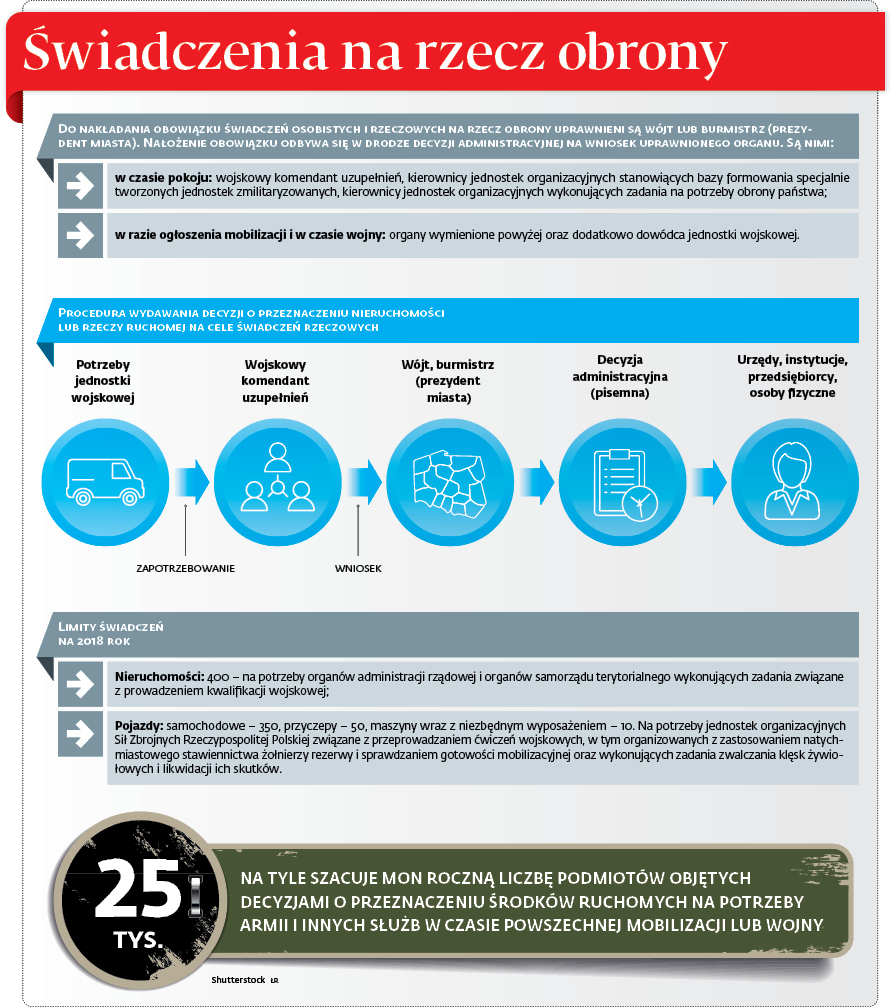 Świadczenia na rzecz obrony
Do nakładania obowiązku świadczeń osobistych i rzeczowych na rzecz obrony uprawnieni są wójt lub burmistrz (prezy-
dent miasta). Nałożenie obowiązku odbywa się w drodze decyzji administracyjnej na wniosek uprawnionego organu. Są nimi:
w czasie pokoju: wojskowy komendant uzupełnień, kierownicy jednostek organizacyjnych stanowiących bazy formowania specjalnie
tworzonych jednostek zmilitaryzowanych, kierownicy jednostek organizacyjnych wykonujących zadania na potrzeby obrony państwa;
w razie ogłoszenia mobilizacji i w czasie wojny: organy wymienione powyżej oraz dodatkowo dowódca jednostki wojskowej.
Procedura wydawania decyzji o przeznaczeniu nieruchomości
lub rzeczy ruchomej na cele świadczeń rzeczowych
Potrzeby
jednostki
wojskowej
Wojskowy
komendant
uzupełnień
Wójt, burmistrz
(prezydent
miasta)
Decyzja
administracyjna
(pisemna)
Urzędy, instytucje,
przedsiębiorcy,
osoby fizyczne
ZAPOTRZEBOWANIE
WNIOSEK
Limity świadczeń
na 2018 rok
Nieruchomości: 400 – na potrzeby organów administracji rządowej i organów samorządu terytorialnego wykonujących zadania związane
z prowadzeniem kwalifikacji wojskowej;
Pojazdy: samochodowe – 350, przyczepy – 50, maszyny wraz z niezbędnym wyposażeniem – 10. Na potrzeby jednostek organizacyjnych
Sił Zbrojnych Rzeczypospolitej Polskiej związane z przeprowadzaniem ćwiczeń wojskowych, w tym organizowanych z zastosowaniem natych-
miastowego stawiennictwa żołnierzy rezerwy i sprawdzaniem gotowości mobilizacyjnej oraz wykonujących zadania zwalczania klęsk żywio-
łowych i likwidacji ich skutków.
25
TYS.
NA TYLE SZACUJE MON ROCZNĄ LICZBĘ PODMIOTÓW OBJĘTYCH
DECYZJAMI O PRZEZNACZENIU ŚRODKÓW RUCHOMYCH NA POTRZEBY
ARMII I INNYCH SŁUŻB W CZASIE POWSZECHNEJ MOBILIZACJI LUB WOJNY
Shutterstock ŁR